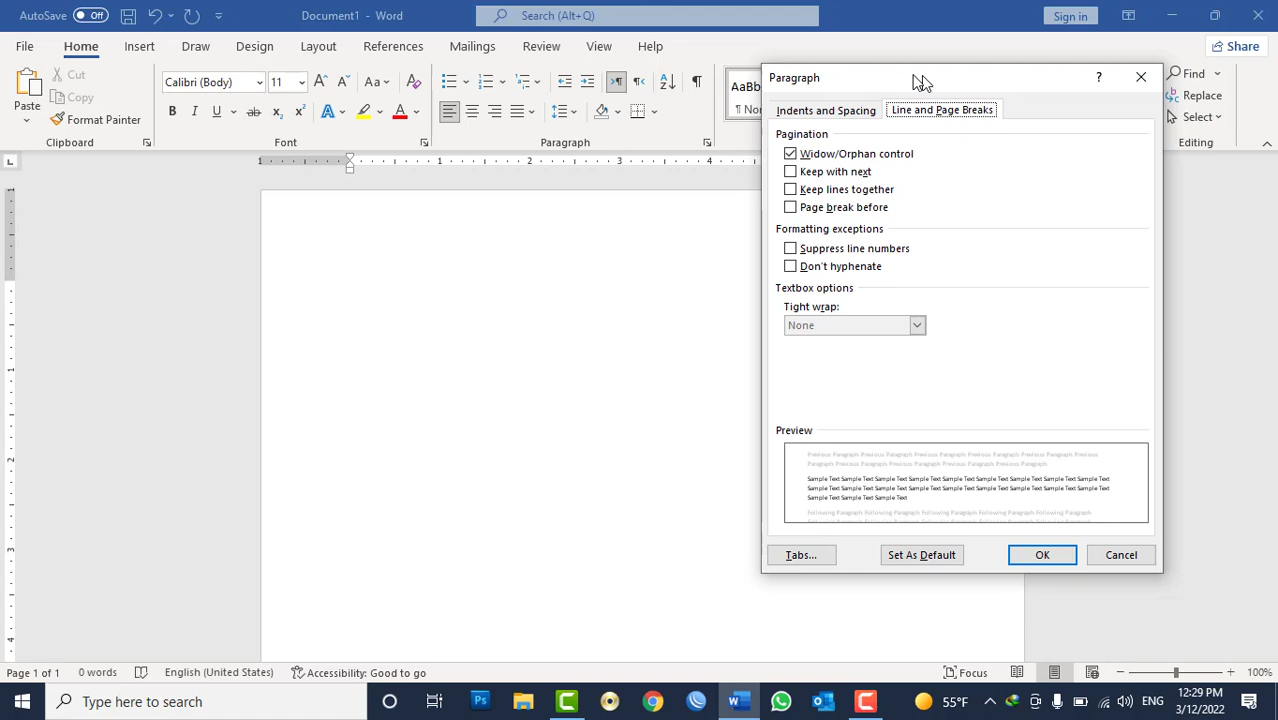 AutoSave Off Document1 - Word Search (Alt+Q) Sign in
File Home Insert Draw Design Layout References Mailings Review View Help Share
Paste
Cut
Copy
Format Painter
Clipboard
Calibri (Body) 11
Font
Paragraph
AaBb
¶ Nor
Find
Replace
Select
Editing
Paragraph ? 
Indents and Spacing Line and Page Breaks
Pagination
Widow/Orphan control
Keep with next
Keep lines together
Page break before
Formatting exceptions
Suppress line numbers
Don't hyphenate
Textbox options
Tight wrap:
None
Preview
Previous Paragraph Previous Paragraph Previous Paragraph Previous Paragraph Previous Paragraph
Paragraph Previous Paragraph Previous Paragraph Previous Paragraph
Sample Text Sample Text Sample Text Sample Text Sample Text Sample Text Sample Text Sample Text Sample Text
Sample Text Sample Text Sample Text Sample Text Sample Text Sample Text Sample Text Sample Text Sample Text
Sample Text Sample Text Sample Text
Following Paragraph Following Paragraph Following Paragraph Following Paragraph Following Paragraph
Tabs... Set As Default OK Cancel
Page 1 of 1 0 words English (United States) Accessibility: Good to go Focus 100%
Type here to search 55°F ENG 12:29 PM
3/12/2022